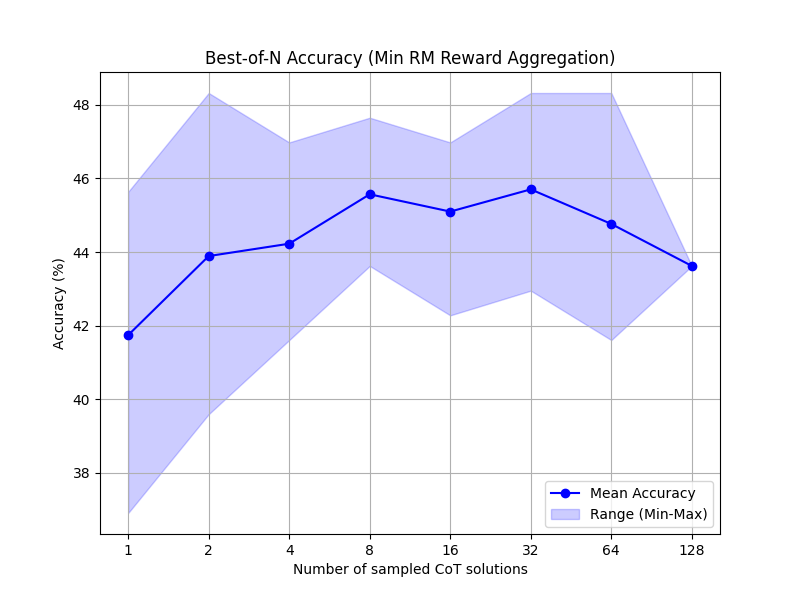 Best-of-N Accuracy (Min RM Reward Aggregation)
48
46
44
42
40
38
Accuracy (%)
1 2 4 8 16 32 64 128
Number of sampled CoT solutions
Mean Accuracy
Range (Min-Max)